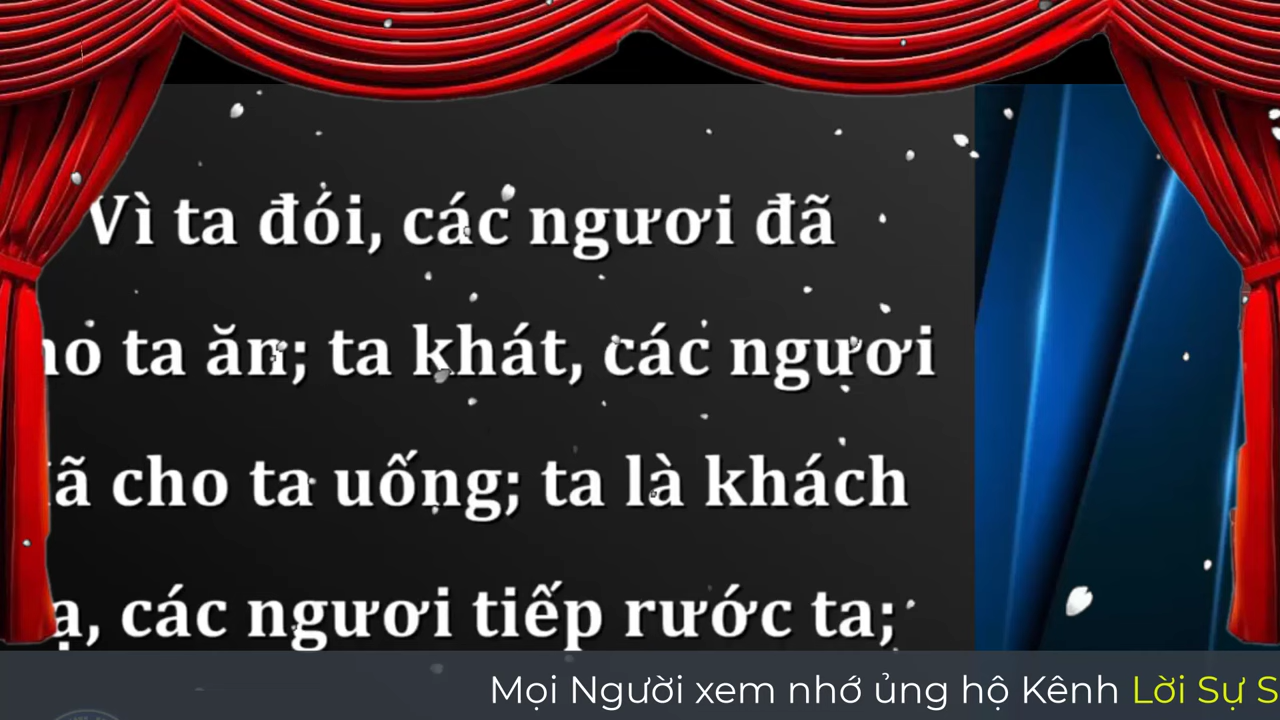 Vì ta đói, các ngươi đã
ta ăn; ta khát, các ngươi
cho ta uống; ta là khách
các ngươi tiếp rước ta;
Mọi Người xem nhớ ủng hộ Kênh Lời Sự